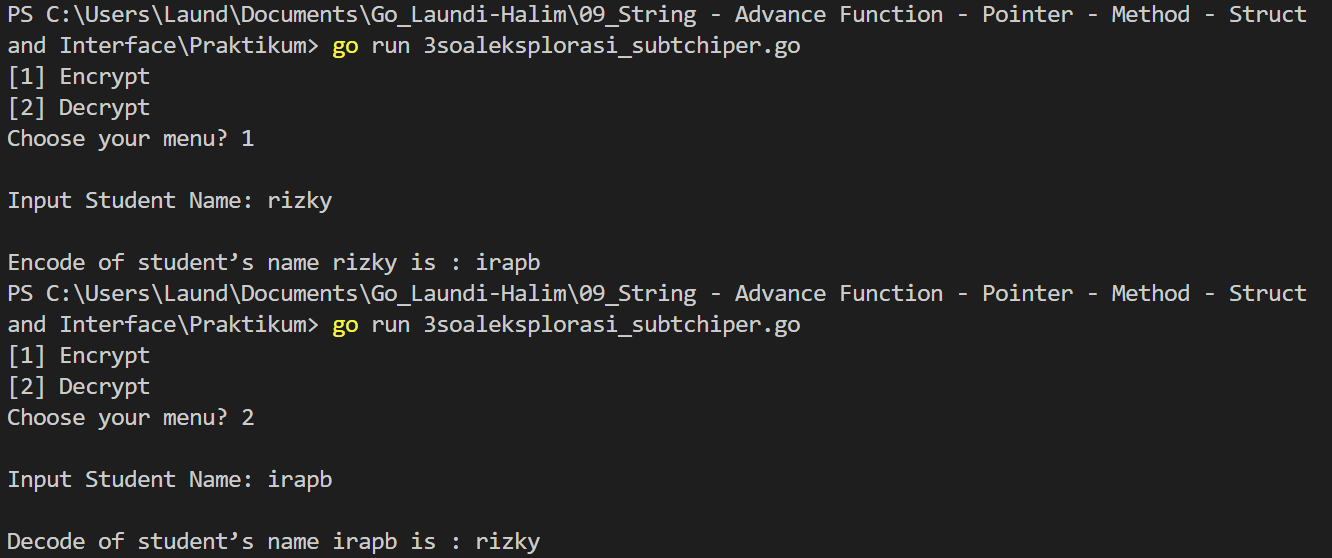 PS C:\Users\Laund\Documents\Go_Laundi-Halim\09_String - Advance Function - Pointer - Method - Struct
and Interface\Praktikum> go run 3soaleksplorasi_subtchiper.go
[1] Encrypt
[2] Decrypt
Choose your menu? 1
Input Student Name: rizky
Encode of student’s name rizky is : irapb
PS C:\Users\Laund\Documents\Go_Laundi-Halim\09_String - Advance Function - Pointer - Method - Struct
and Interface\Praktikum> go run 3soaleksplorasi_subtchiper.go
[1] Encrypt
[2] Decrypt
Choose your menu? 2
Input Student Name: irapb
Decode of student’s name irapb is : rizky